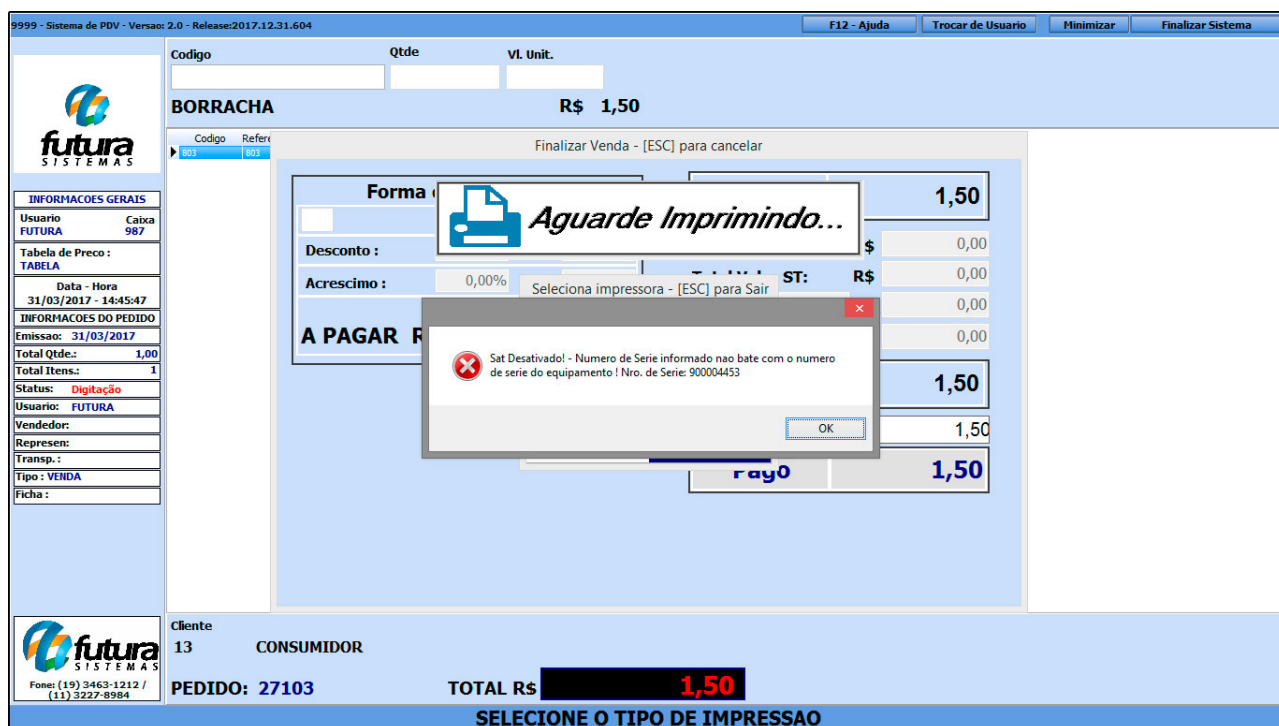 9999 - Sistema de PDV - Versao: 2.0 - Release:2017.12.31.604
F12 - Ajuda
Trocar de Usuario
Minimizar
Finalizar Sistema
futura
SISTEMAS
Codigo
Qtde
Vl. Unit.
BORRACHA R$ 1,50
Codigo
803
803
INFORMACOES GERAIS
Usuario Caixa
FUTURA 987
Tabela de Preco :
TABELA
Data - Hora
31/03/2017 - 14:45:47
INFORMACOES DO PEDIDO
Emissao: 31/03/2017
Total Qtde.: 1,00
Total Itens.: 1
Status: Digitação
Usuario: FUTURA
Vendedor:
Represen:
Transp. :
Tipo : VENDA
Ficha :
Finalizar Venda - [ESC] para cancelar
Forma
1,50
Aguarde Imprimindo...
Desconto :
$ 0,00
Acrescimo : 0,00%
ST: R$ 0,00
0,00
A PAGAR
0,00
Seleciona impressora - [ESC] para Sair
Sat Desativado! - Numero de Serie informado nao bate com o numero
de serie do equipamento ! Nro. de Serie: 900004453
OK
1,50
1,50
Pago 1,50
futura
SISTEMAS
Fone: (19) 3463-1212 /
(11) 3227-8984
Cliente
13 CONSUMIDOR
PEDIDO: 27103
TOTAL R$ 1,50
SELECIONE O TIPO DE IMPRESSAO